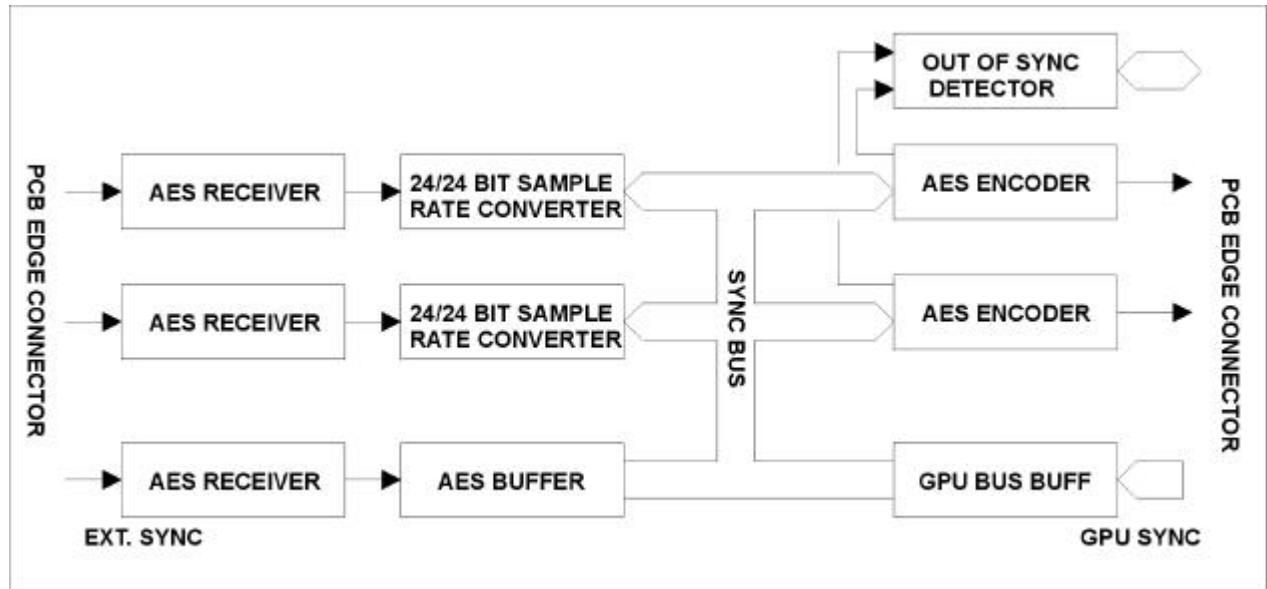 OUT OF SYNC
DETECTOR
PCB EDGE CONNECTOR
AES RECEIVER
24/24 BIT SAMPLE
RATE CONVERTER
AES ENCODER
PCB EDGE CONNECTOR
SYNC BUS
AES RECEIVER
24/24 BIT SAMPLE
RATE CONVERTER
AES ENCODER
AES RECEIVER
AES BUFFER
GPU BUS BUFF
EXT. SYNC
GPU SYNC